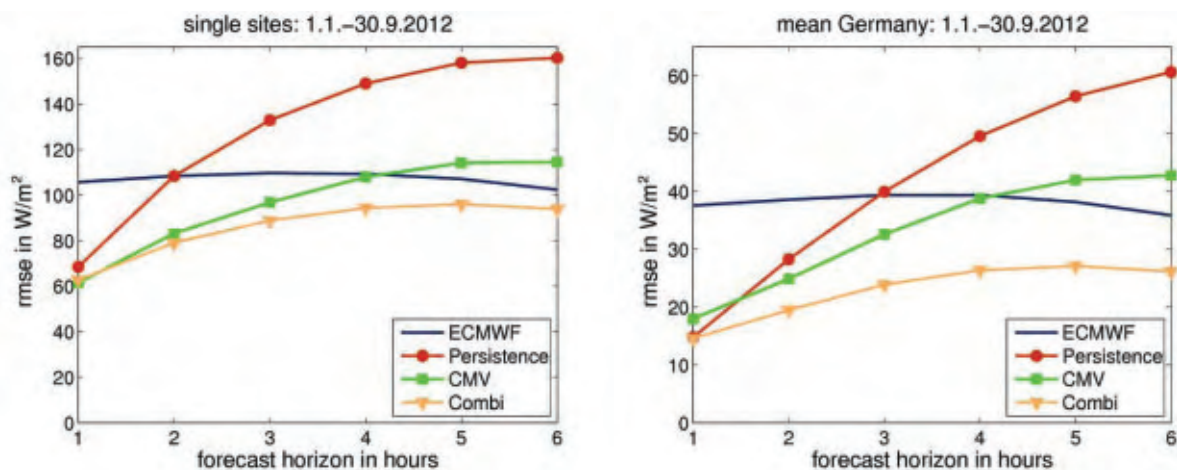 single sites: 1.1.−30.9.2012
160
140
120
100
80
60
40
20
0
rmse in W/m²
1 2 3 4 5 6
forecast horizon in hours
ECMWF
Persistence
CMV
Combi
mean Germany: 1.1.−30.9.2012
60
50
40
30
20
10
0
rmse in W/m²
1 2 3 4 5 6
forecast horizon in hours
ECMWF
Persistence
CMV
Combi